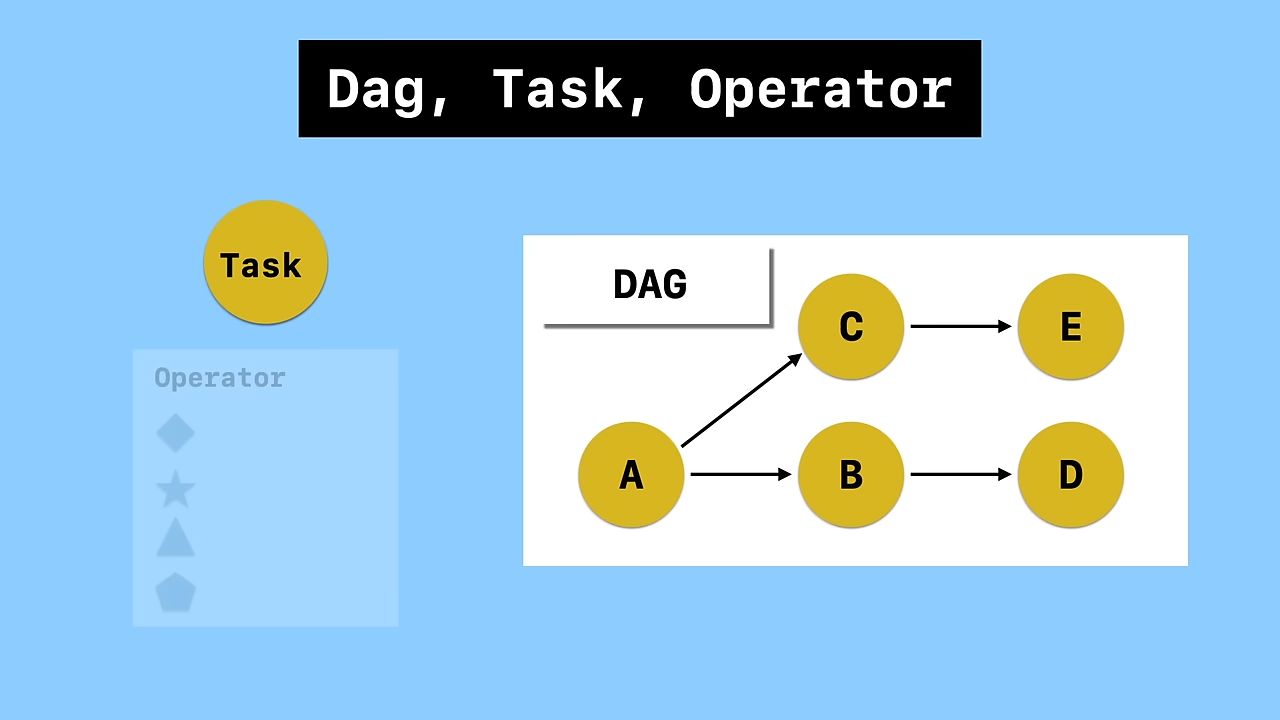 Dag, Task, Operator
Task
Operator
DAG
C
E
A
B
D